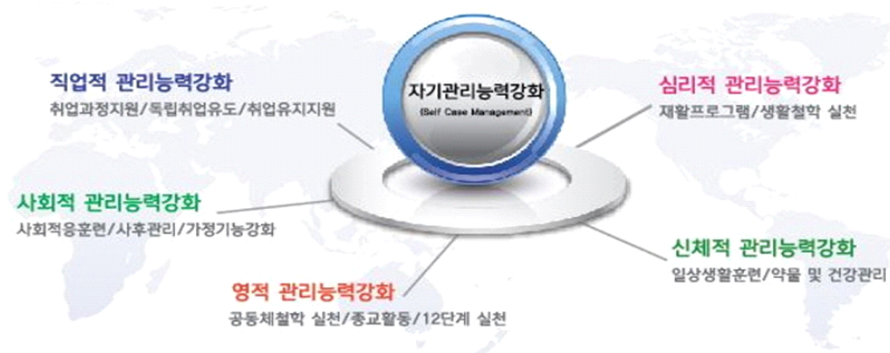 자기관리능력강화
(Self Case Management)
직업적 관리능력강화
취업과정지원/독립취업유도/취업유지지원
심리적 관리능력강화
재활프로그램/생활철학 실천
사회적 관리능력강화
사회적응훈련/사후관리/가정기능강화
신체적 관리능력강화
일상생활훈련/약물 및 건강관리
영적 관리능력강화
공동체철학 실천/종교활동/12단계 실천